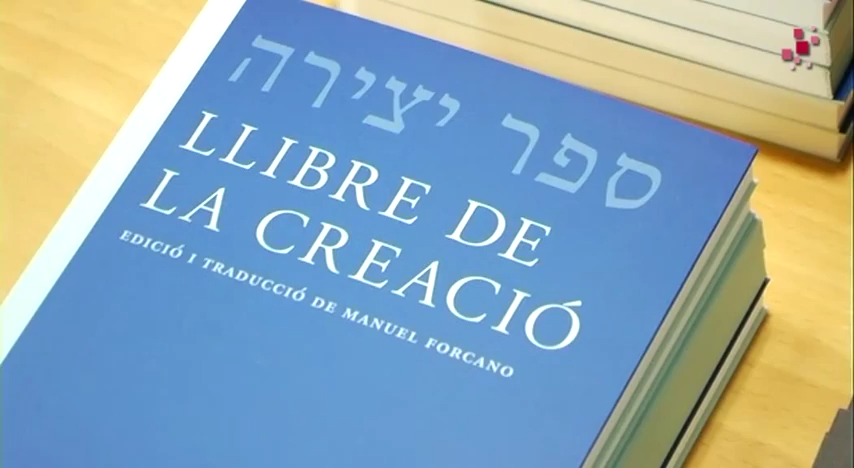 ספר יצירה
LLIBRE DE
LA CREACIÓ
EDICIÓ I TRADUCCIÓ DE MANUEL FORCANO